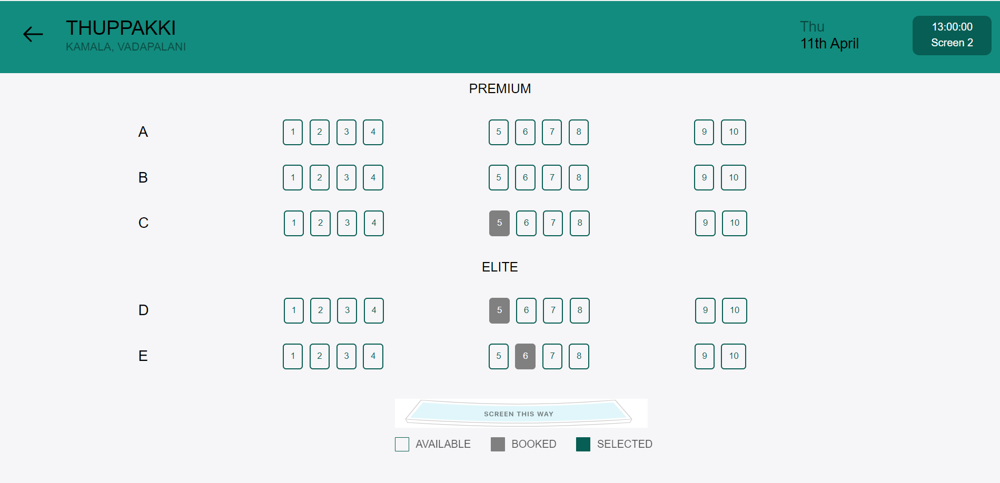 THUPPAKKI
KAMALA, VADAPALANI
Thu
11th April
13:00:00
Screen 2
PREMIUM
A 1 2 3 4 5 6 7 8 9 10
B 1 2 3 4 5 6 7 8 9 10
C 1 2 3 4 5 6 7 8 9 10
ELITE
D 1 2 3 4 5 6 7 8 9 10
E 1 2 3 4 5 6 7 8 9 10
SCREEN THIS WAY
AVAILABLE BOOKED SELECTED